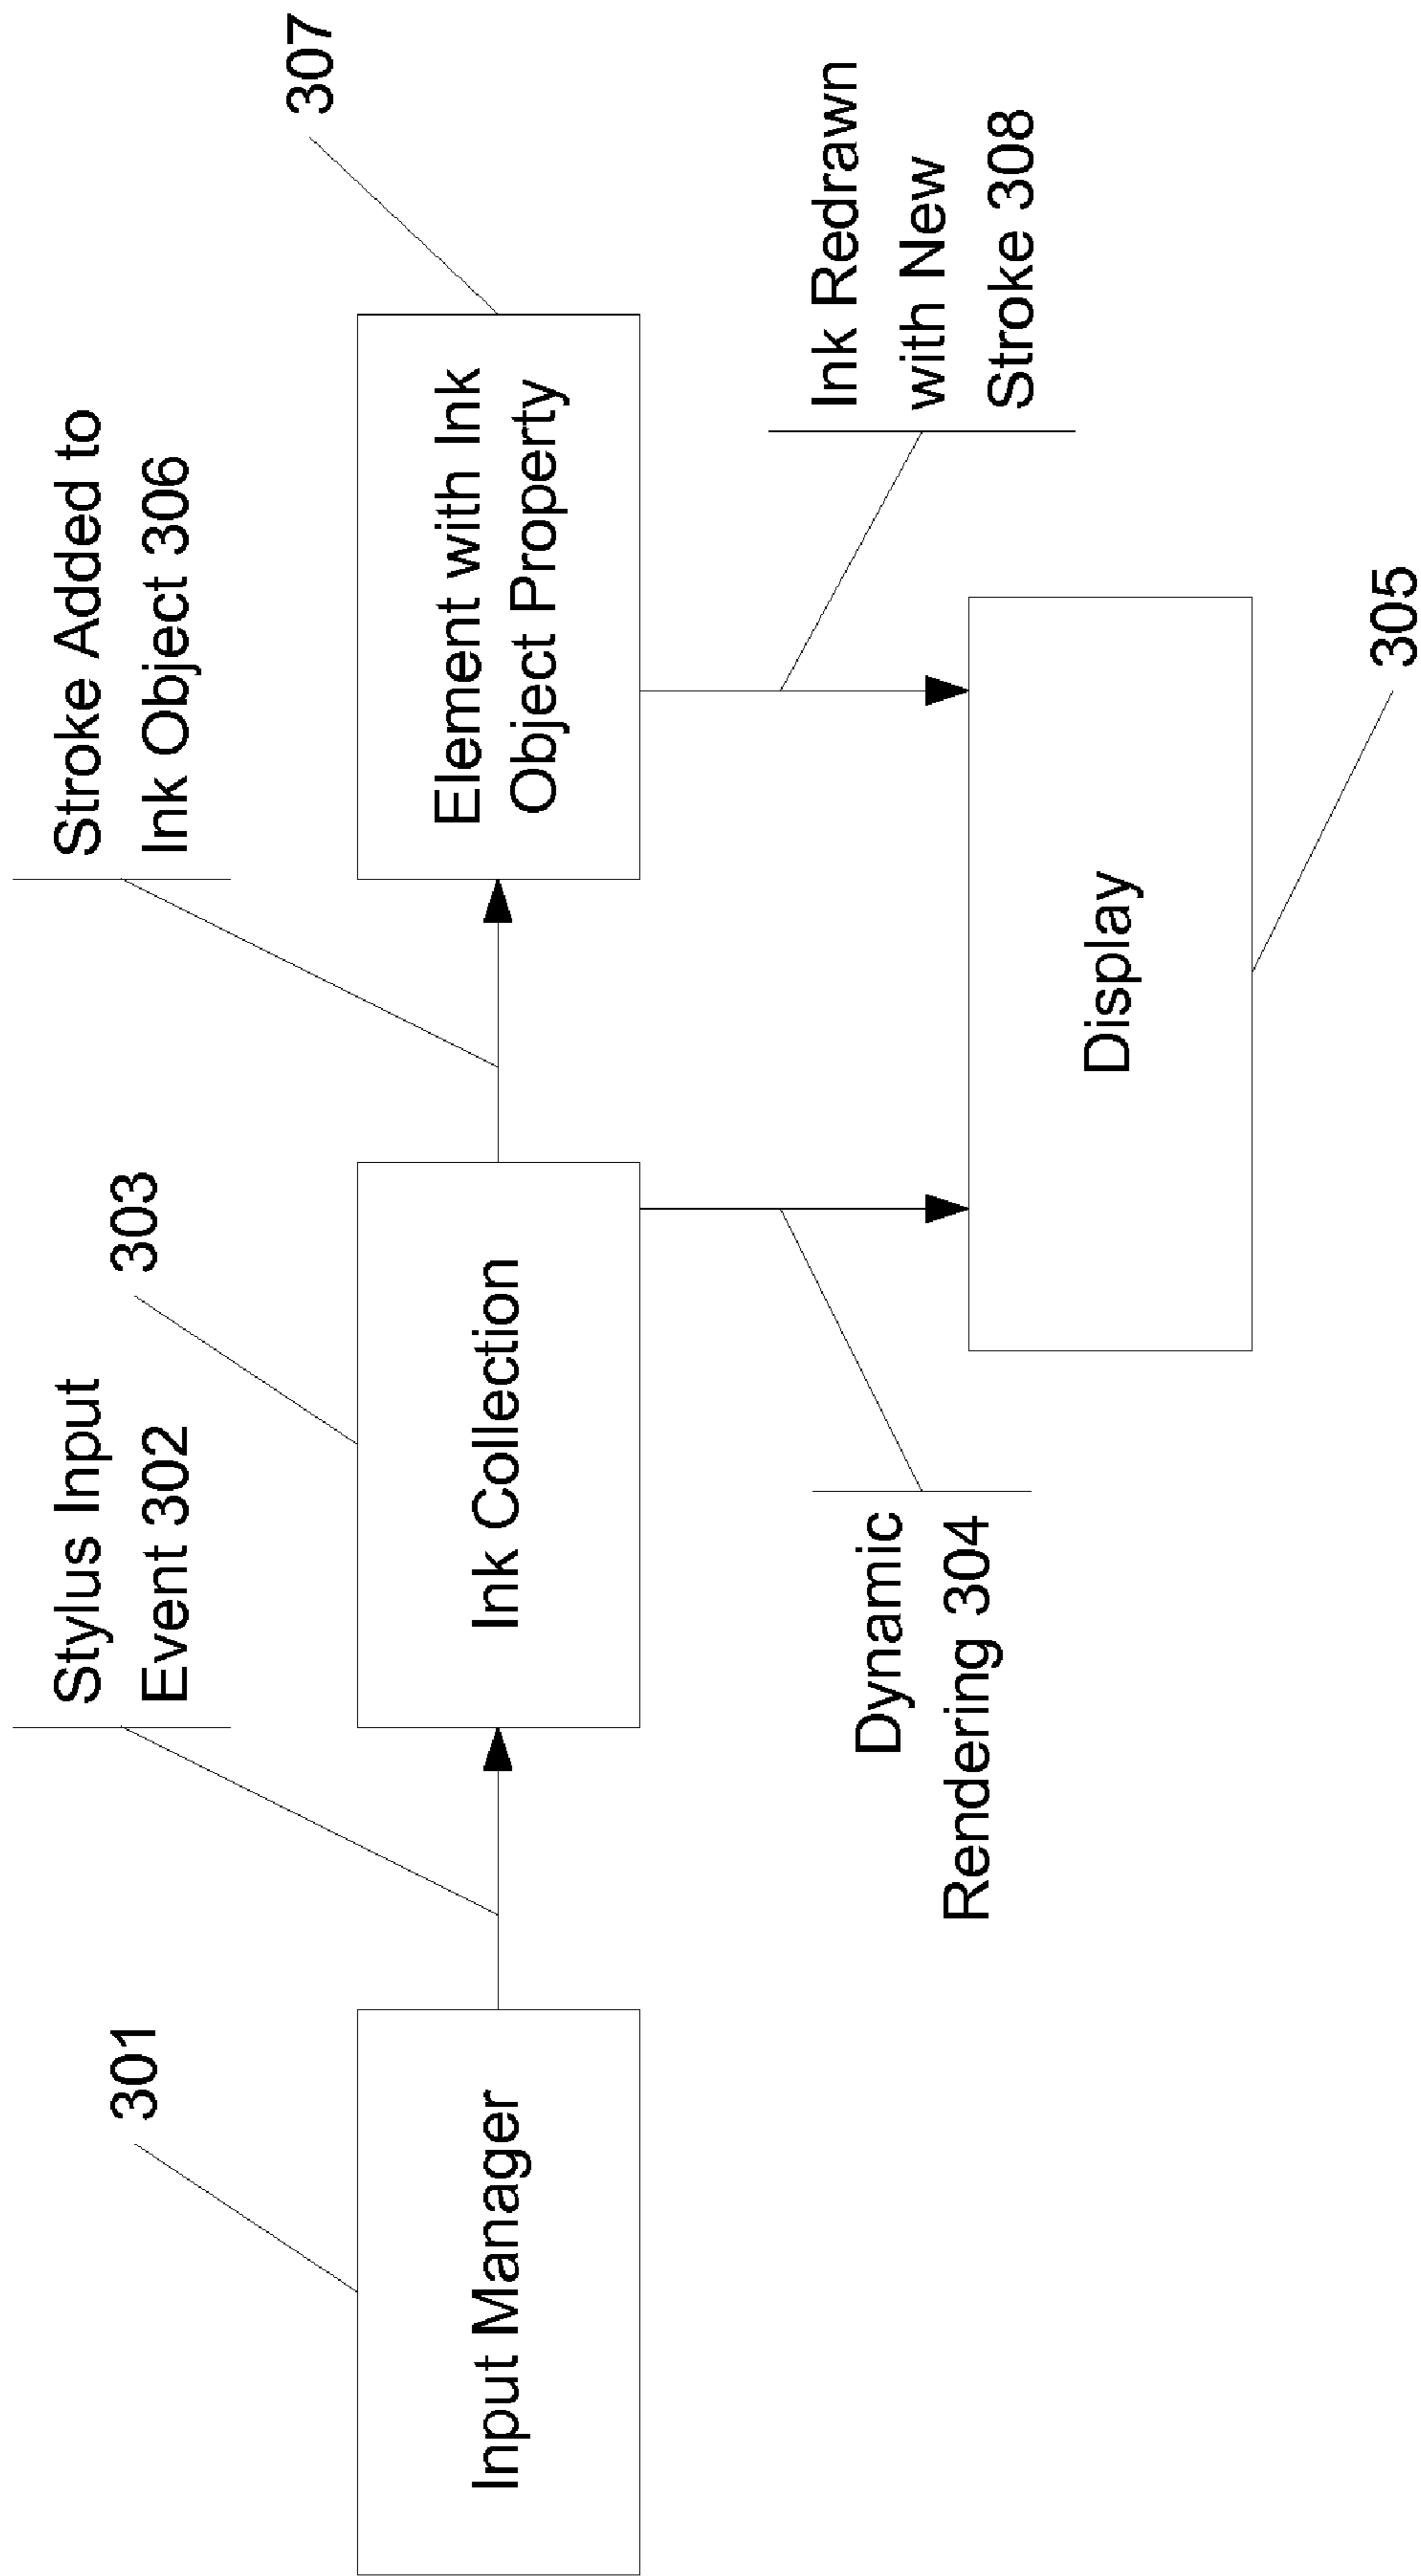 301
Stylus Input
Event 302
303
Stroke Added to
Ink Object 306
307
Input Manager
Ink Collection
Element with Ink
Object Property
Dynamic
Rendering 304
Ink Redrawn
with New
Stroke 308
Display
305